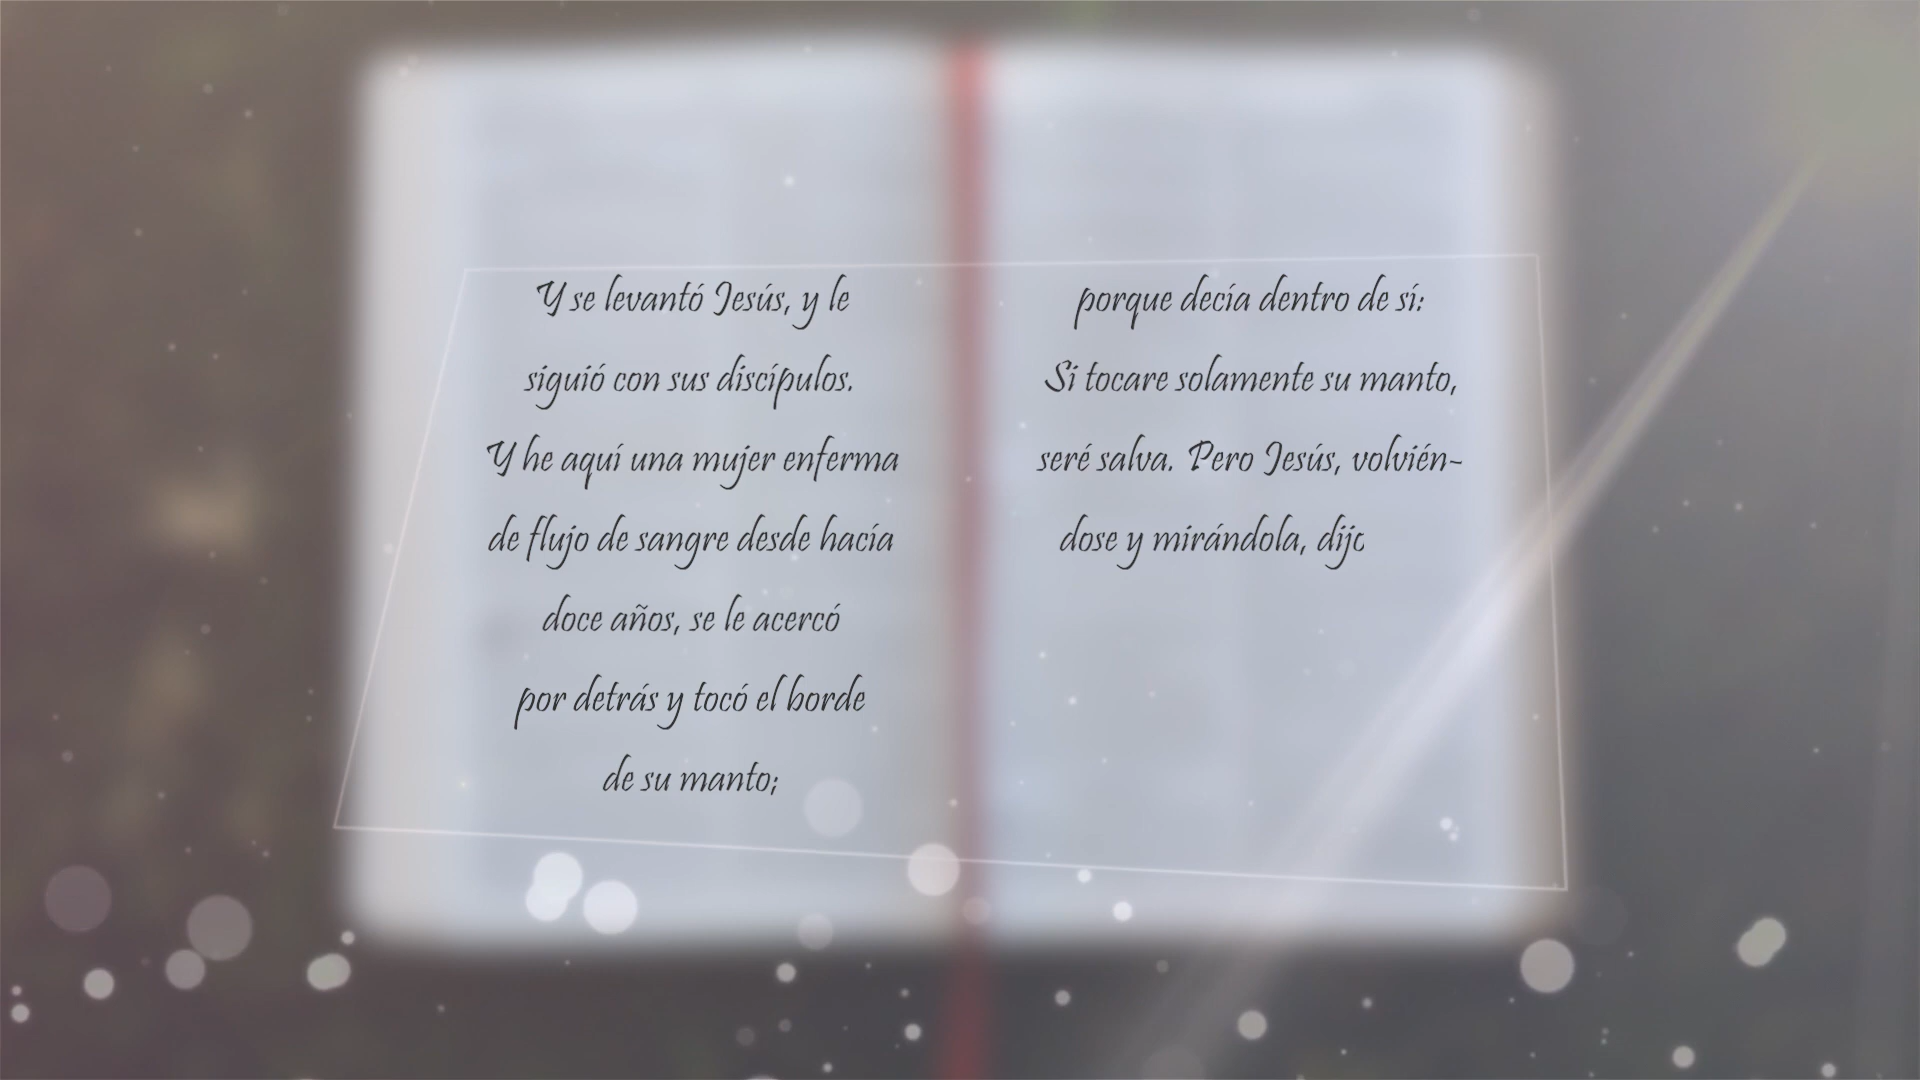 Y se levantó Jesús, y le
siguió con sus discípulos.
Y he aquí una mujer enferma
de flujo de sangre desde hacía
doce años, se le acercó
por detrás y tocó el borde
de su manto;
porque decía dentro de sí:
Si tocare solamente su manto,
seré salva. Pero Jesús, volvién-
dose y mirándola, dijo